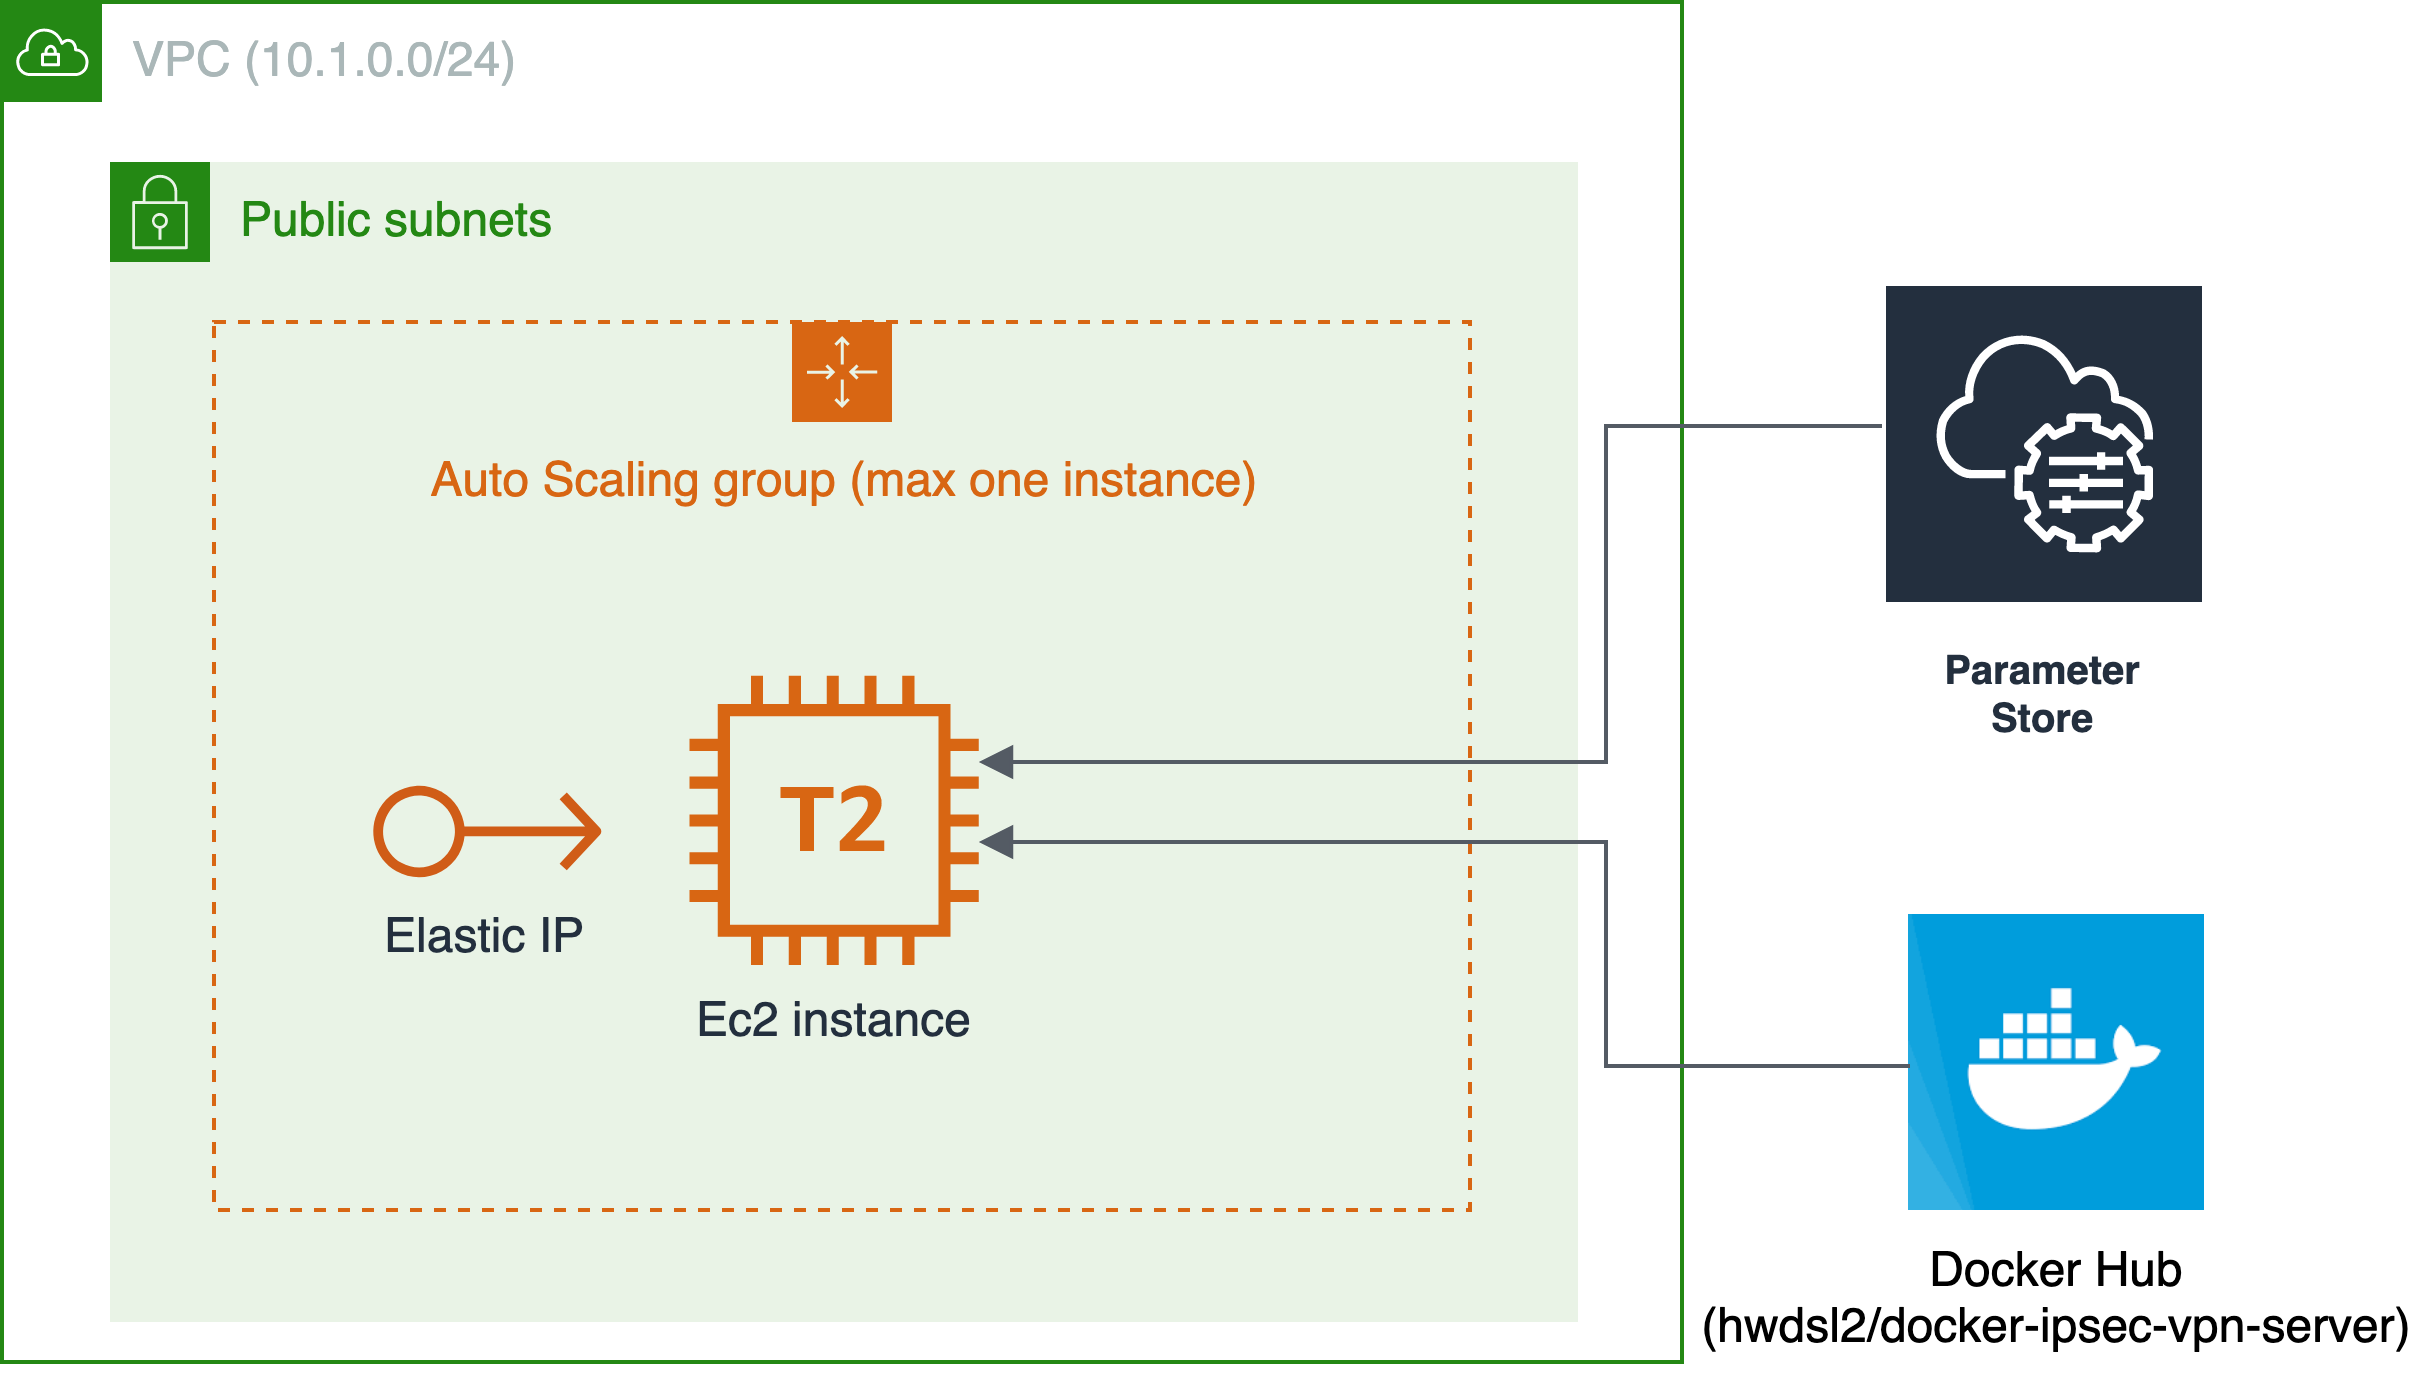 VPC (10.1.0.0/24)
Public subnets
Auto Scaling group (max one instance)
T2
Elastic IP
Ec2 instance
Parameter
Store
Docker Hub
(hwdsl2/docker-ipsec-vpn-server)